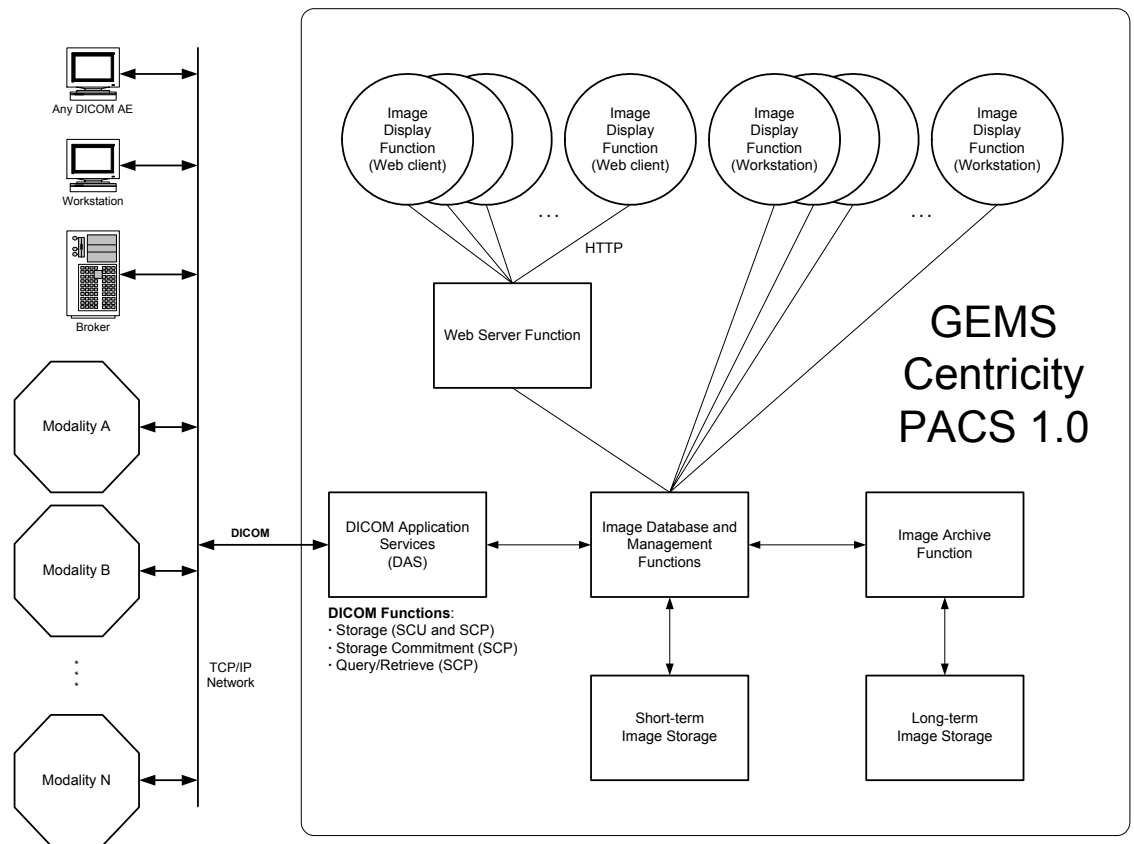 Any DICOM AE
Workstation
Broker
Modality A
Modality B
Modality N
TCP/IP
Network
DICOM
Image
Display
Function
(Web client)
. . .
Image
Display
Function
(Web client)
Image
Display
Function
(Workstation)
. . .
Image
Display
Function
(Workstation)
HTTP
Web Server Function
GEMS
Centricity
PACS 1.0
DICOM Application
Services
(DAS)
Image Database and
Management
Functions
Image Archive
Function
DICOM Functions:
· Storage (SCU and SCP)
· Storage Commitment (SCP)
· Query/Retrieve (SCP)
Short-term
Image Storage
Long-term
Image Storage